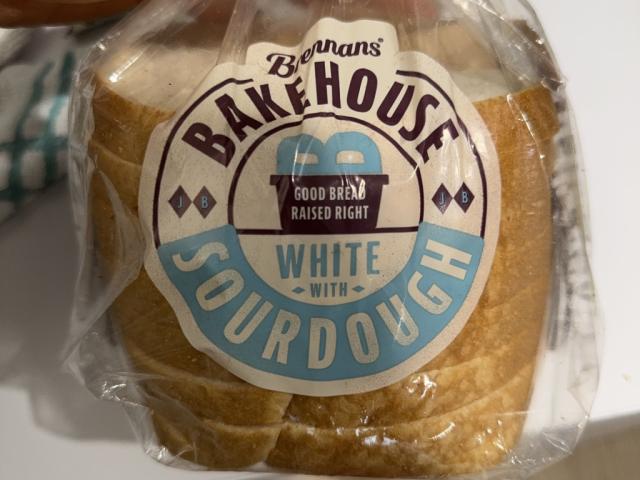 Brennans®
BAKEHOUSE
B
GOOD BREAD
RAISED RIGHT
J B
J B
WHITE
WITH
SOURDOUGH